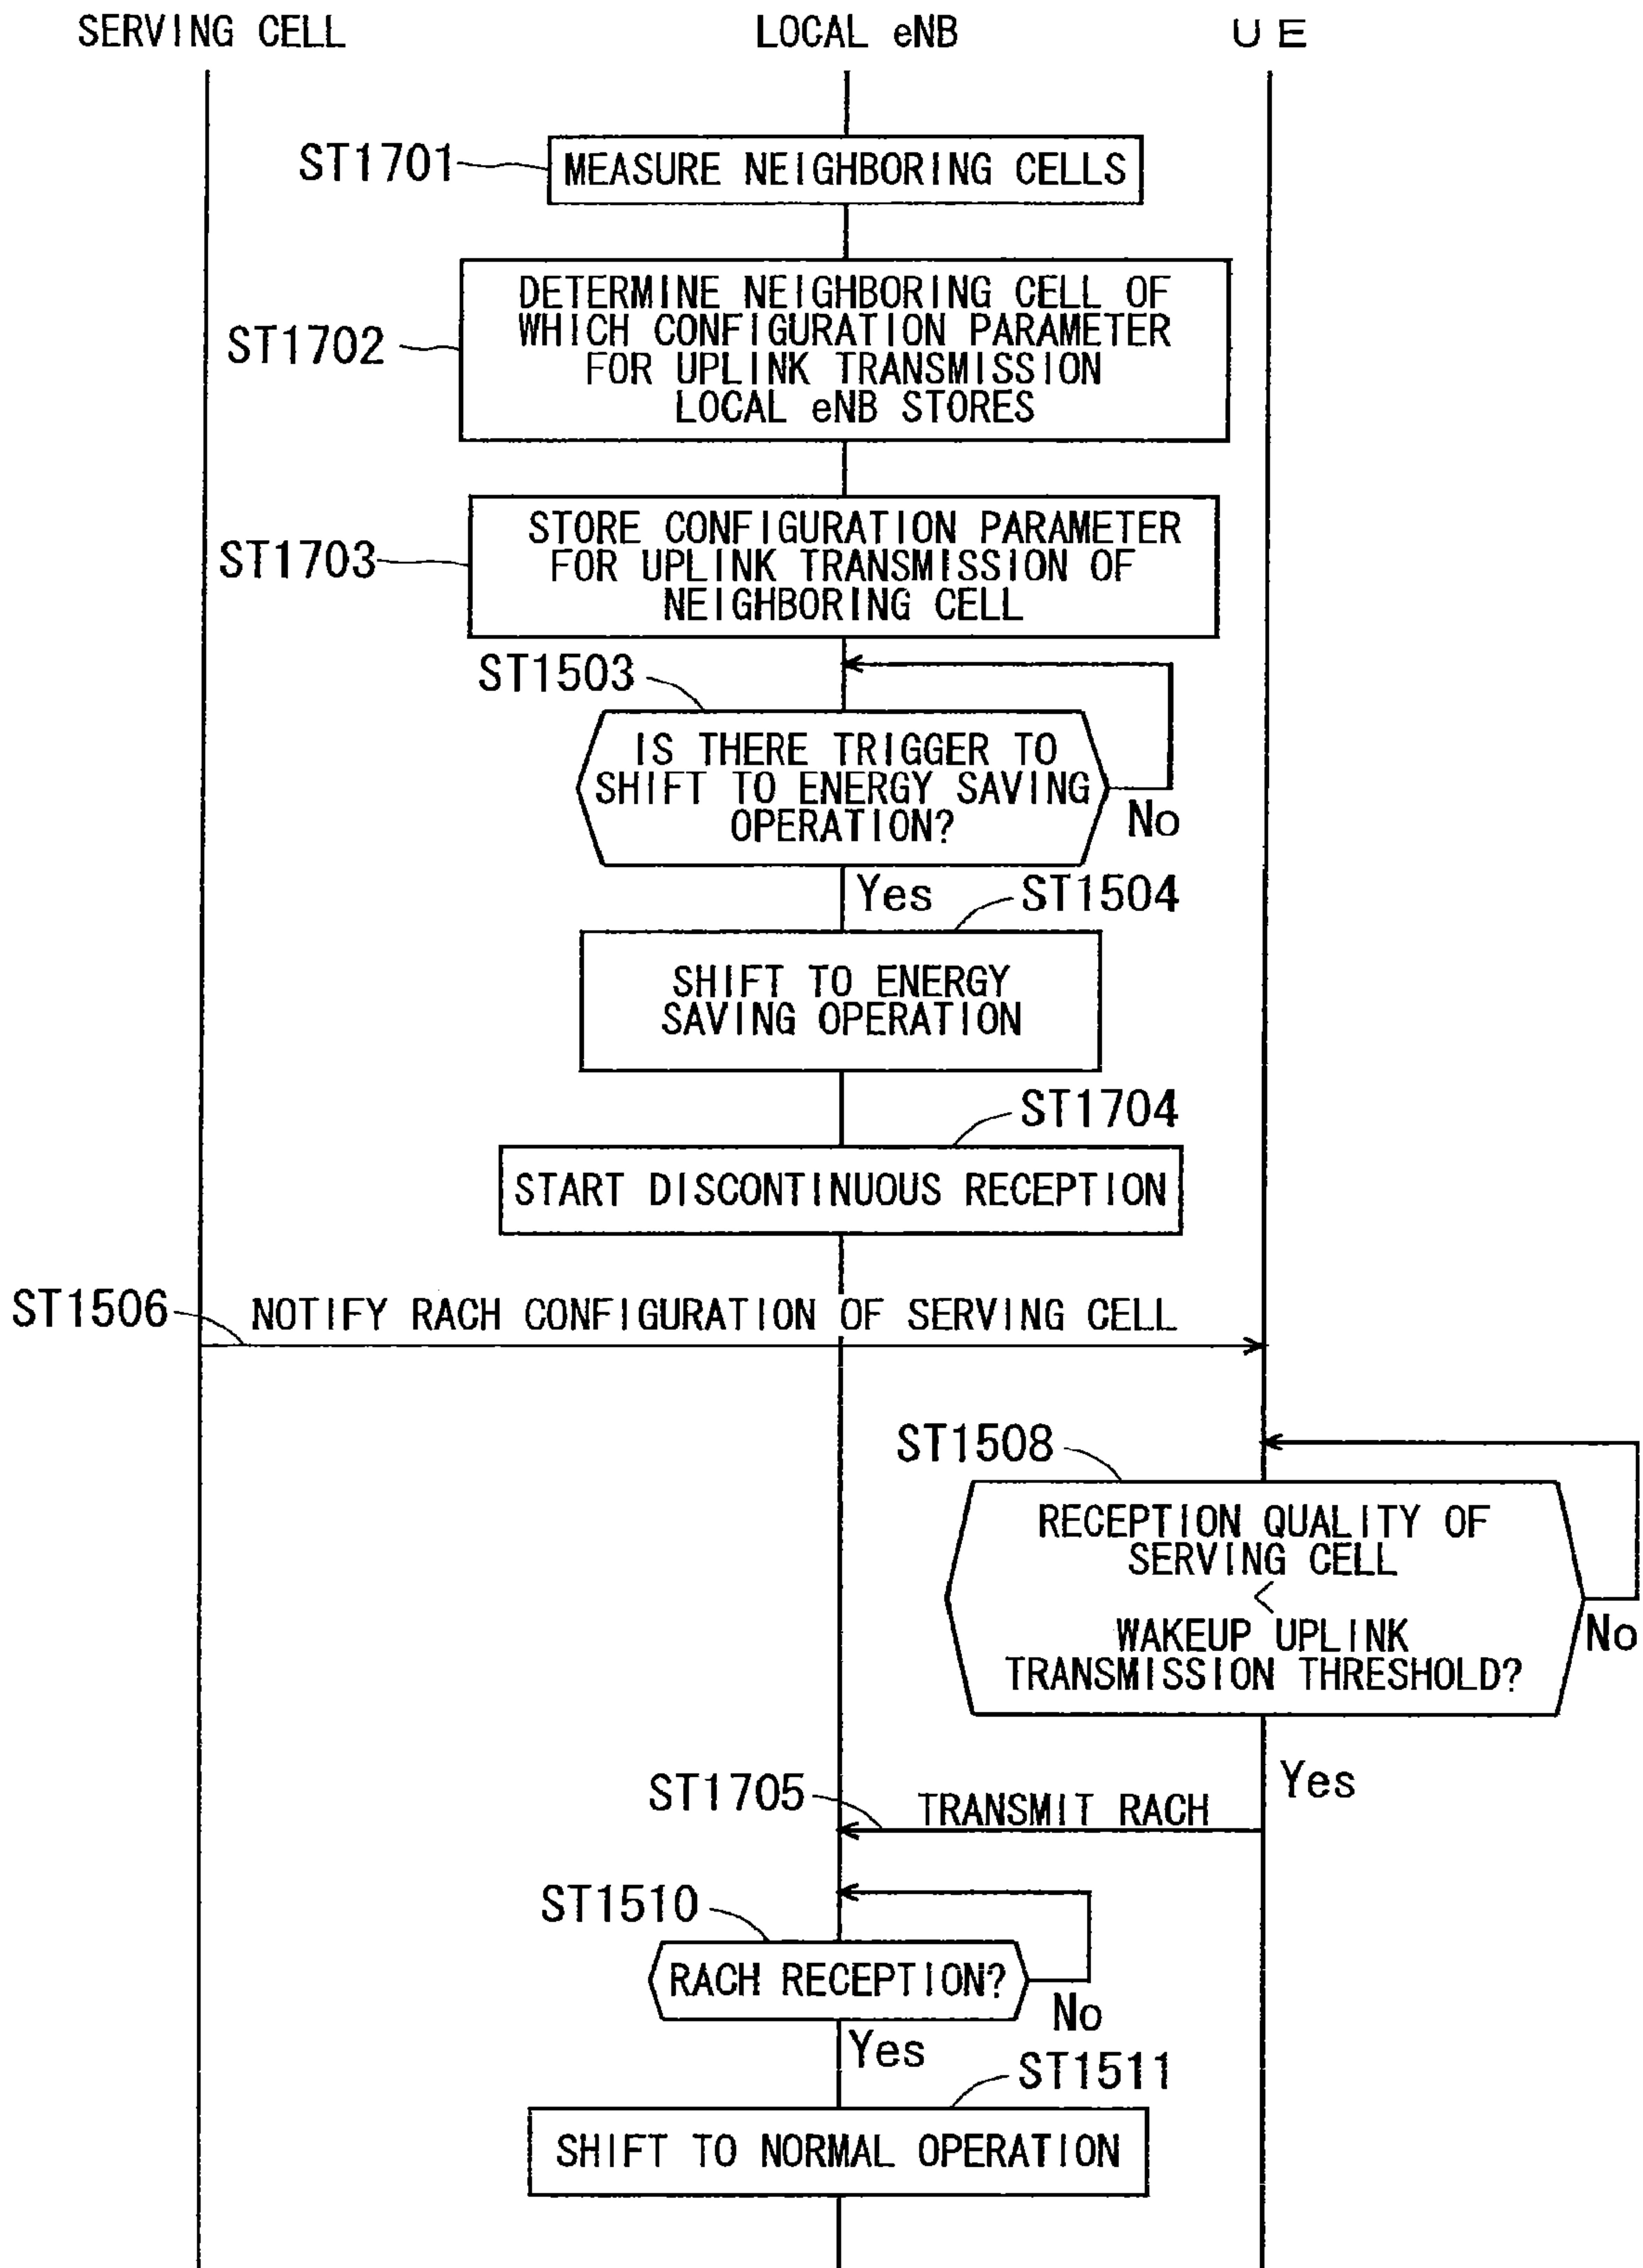 SERVING CELL
LOCAL eNB
UE
ST1701
MEASURE NEIGHBORING CELLS
ST1702
DETERMINE NEIGHBORING CELL OF
WHICH CONFIGURATION PARAMETER
FOR UPLINK TRANSMISSION
LOCAL eNB STORES
ST1703
STORE CONFIGURATION PARAMETER
FOR UPLINK TRANSMISSION OF
NEIGHBORING CELL
ST1503
IS THERE TRIGGER TO
SHIFT TO ENERGY SAVING
OPERATION?
No
Yes
ST1504
SHIFT TO ENERGY
SAVING OPERATION
ST1704
START DISCONTINUOUS RECEPTION
ST1506
NOTIFY RACH CONFIGURATION OF SERVING CELL
ST1508
RECEPTION QUALITY OF
SERVING CELL
<
WAKEUP UPLINK
TRANSMISSION THRESHOLD?
No
Yes
ST1705
TRANSMIT RACH
ST1510
RACH RECEPTION?
No
Yes
ST1511
SHIFT TO NORMAL OPERATION